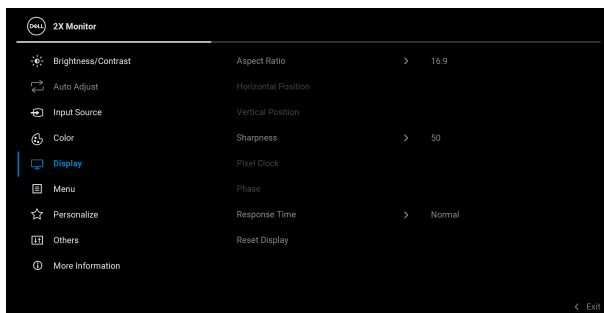 DELL 2X Monitor
Brightness/Contrast Aspect Ratio > 16:9
Auto Adjust Horizontal Position
Input Source Vertical Position
Color Sharpness > 50
Display Pixel Clock
Menu Phase
Personalize Response Time > Normal
Others Reset Display
More Information
< Exit